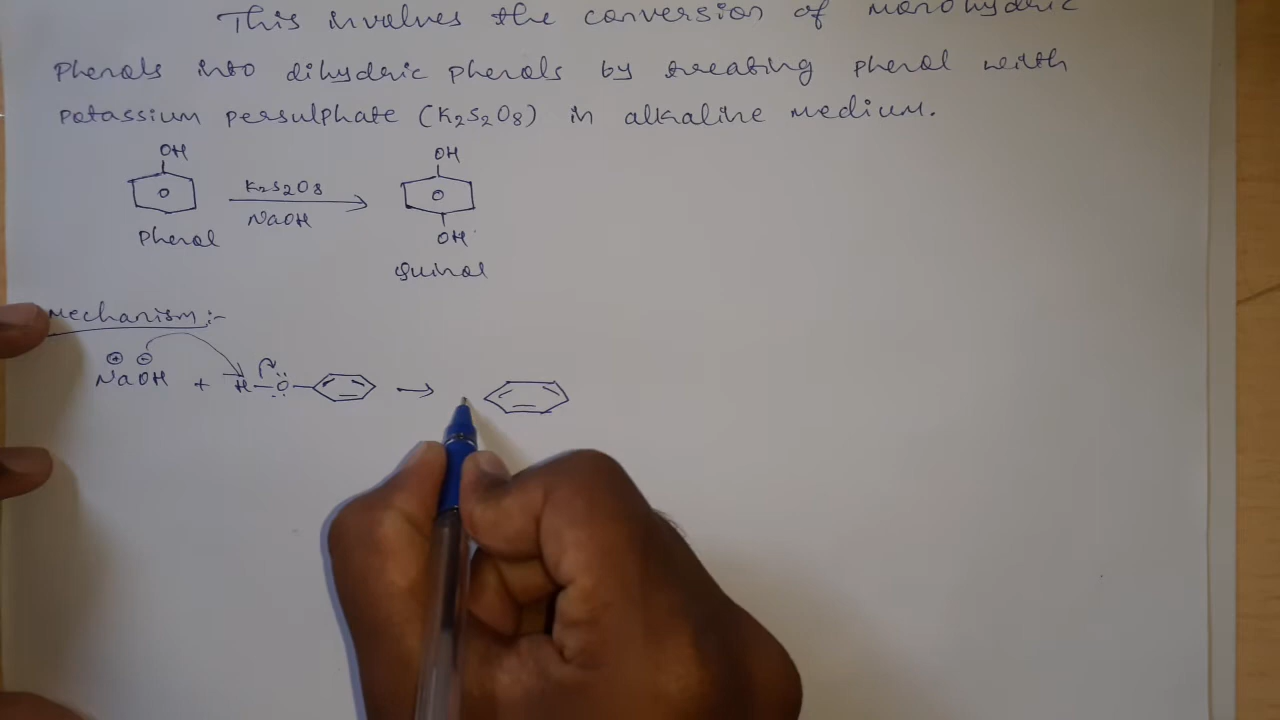 This involves the conversion of monohydric
Phenols into dihydric phenols by treating phenol with
potassium persulphate (K2S2O8) in alkaline medium.
OH
OH
K2S2O8
NaOH
OH
Phenol
Quinol
Mechanism :-
⊕ ⊖
NaOH + H-O- →